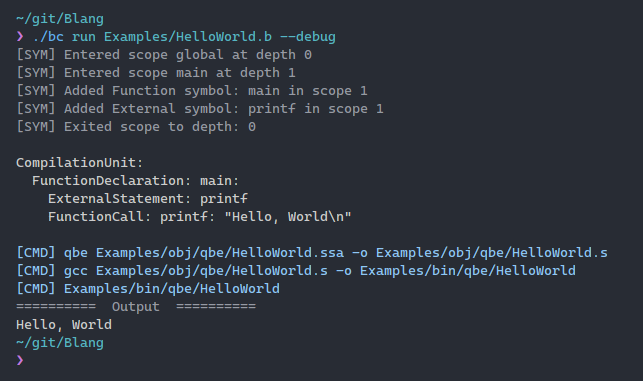 ~/git/Blang
❯ ./bc run Examples/HelloWorld.b --debug
[SYM] Entered scope global at depth 0
[SYM] Entered scope main at depth 1
[SYM] Added Function symbol: main in scope 1
[SYM] Added External symbol: printf in scope 1
[SYM] Exited scope to depth: 0
CompilationUnit:
  FunctionDeclaration: main:
    ExternalStatement: printf
    FunctionCall: printf: "Hello, World\n"
[CMD] qbe Examples/obj/qbe/HelloWorld.ssa -o Examples/obj/qbe/HelloWorld.s
[CMD] gcc Examples/obj/qbe/HelloWorld.s -o Examples/bin/qbe/HelloWorld
[CMD] Examples/bin/qbe/HelloWorld
==========  Output  ==========
Hello, World
~/git/Blang
❯